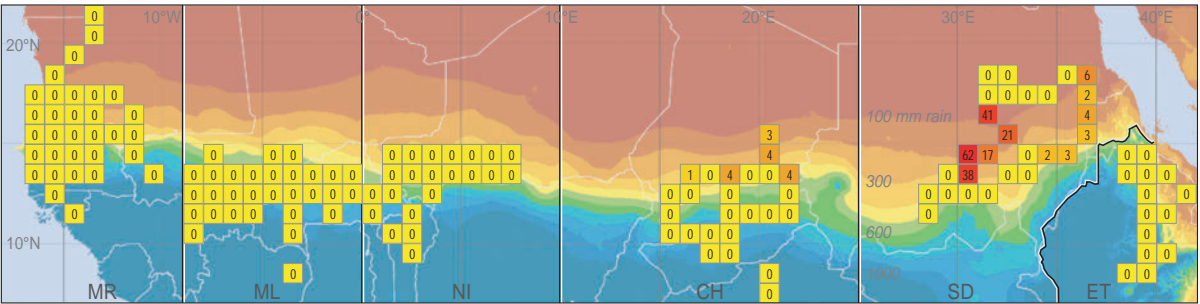 0 10°W 0° 10°E 20°E 30°E 40°E
0
20°N 0
0 0 0 0 6
0 0 0 0 0 0 0 0 0 2
0 0 0 0 0 100 mm rain 41 4
0 0 0 0 0 0 3 21 3
0 0 0 0 0 0 0 0 0 0 0 0 0 0 0 4 62 17 0 2 3 0 0
0 0 0 0 0 0 0 0 0 0 0 0 0 0 0 0 0 0 0 0 0 1 0 4 0 0 4 300 0 38 0 0 0 0
0 0 0 0 0 0 0 0 0 0 0 0 0 0 0 0 0 0 0 0 0 0 0
0 0 0 0 0 0 0 0 0 0 0 0 0 0 0 0 0 0
10°N 0 0 0 0 0 0 0 0 600 0 0
0 0 0 0 0
0 0 1000 0 0
MR ML NI CH 0 SD ET